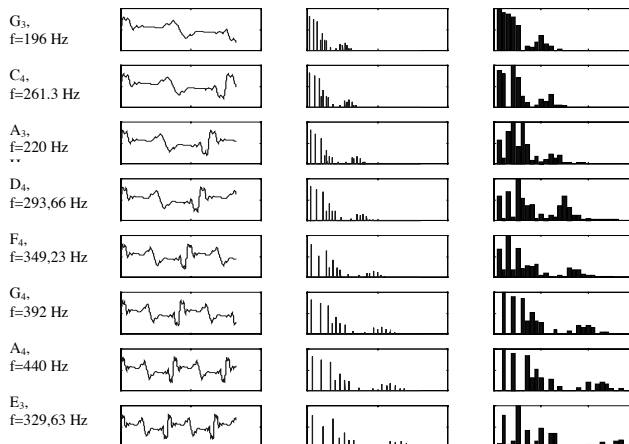 G3,
f=196 Hz
C4,
f=261.3 Hz
A3,
f=220 Hz
D4,
f=293,66 Hz
F4,
f=349,23 Hz
G4,
f=392 Hz
A4,
f=440 Hz
E3,
f=329,63 Hz